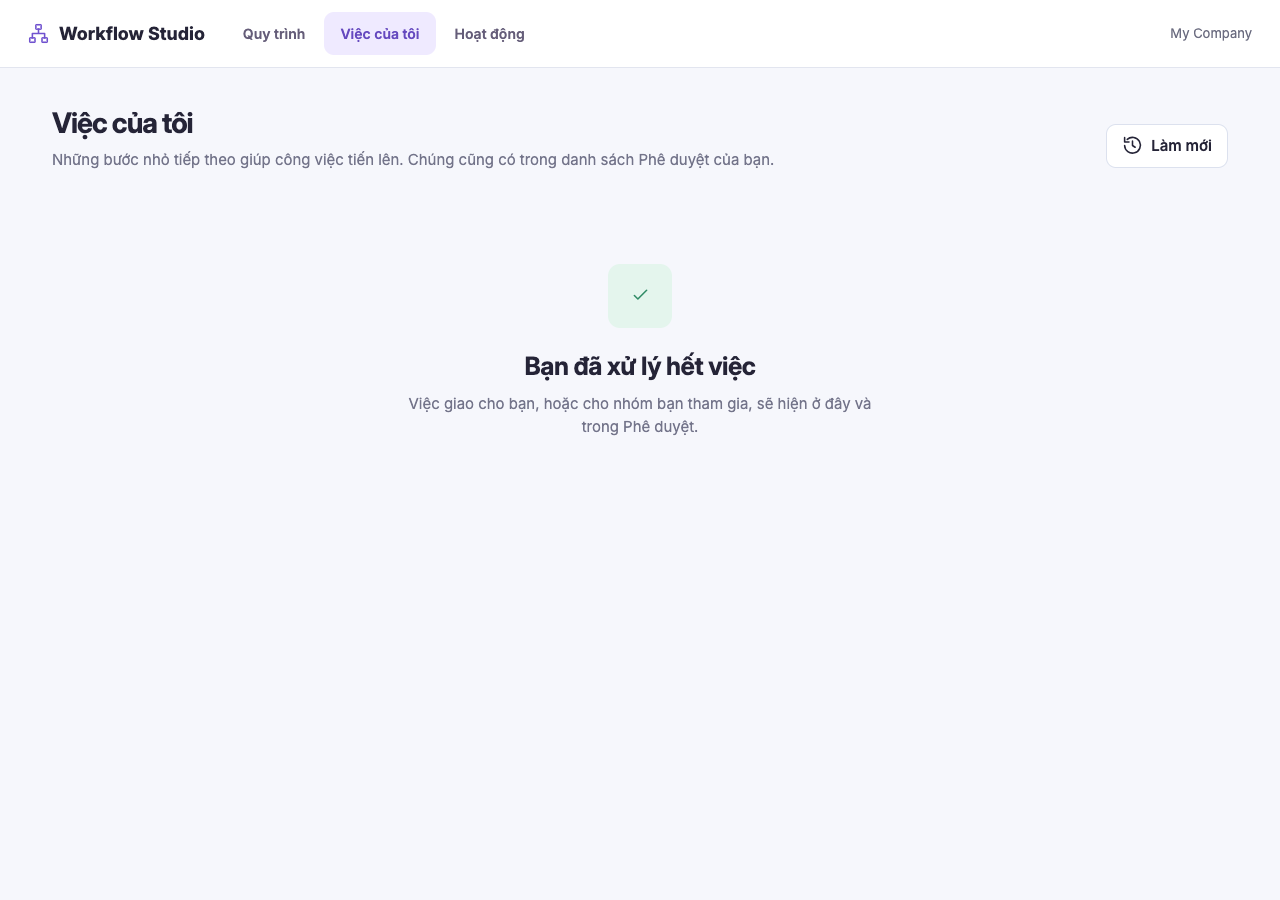 Workflow Studio
Quy trình
Việc của tôi
Hoạt động
My Company
Việc của tôi
Những bước nhỏ tiếp theo giúp công việc tiến lên. Chúng cũng có trong danh sách Phê duyệt của bạn.
Làm mới
Bạn đã xử lý hết việc
Việc giao cho bạn, hoặc cho nhóm bạn tham gia, sẽ hiện ở đây và
trong Phê duyệt.